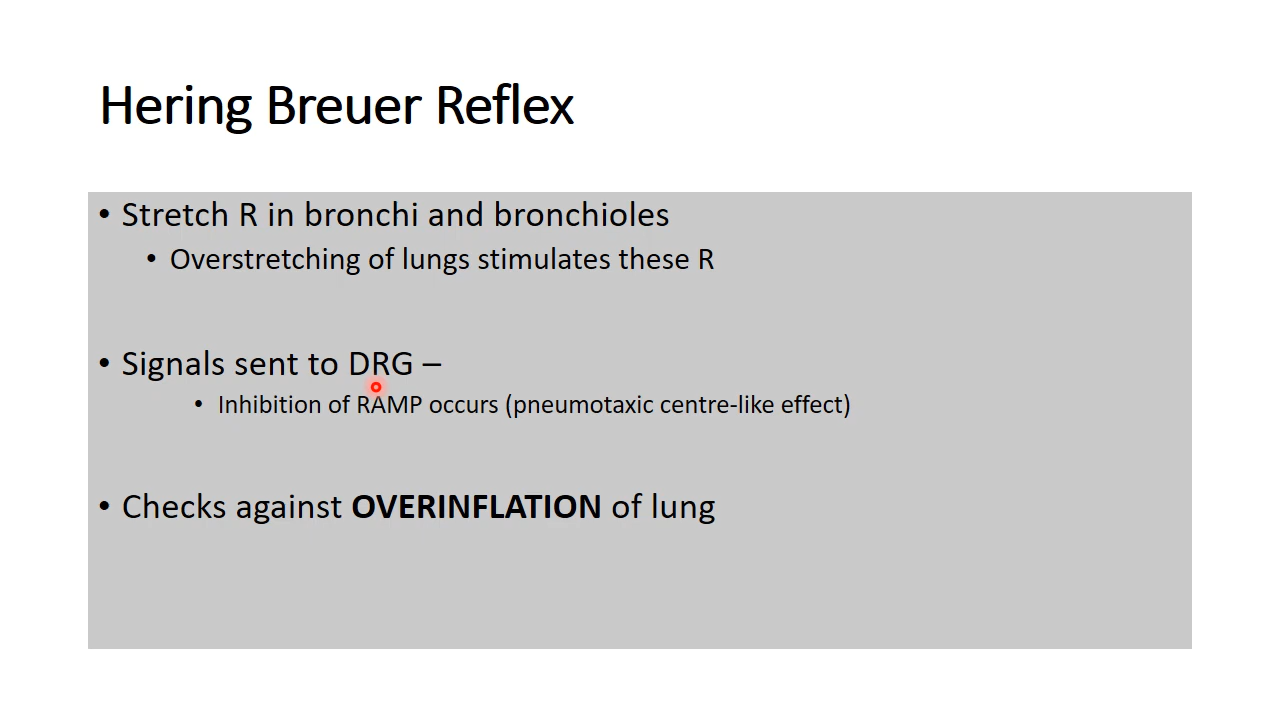 Hering Breuer Reflex
• Stretch R in bronchi and bronchioles
• Overstretching of lungs stimulates these R
• Signals sent to DRG –
• Inhibition of RAMP occurs (pneumotaxic centre-like effect)
• Checks against OVERINFLATION of lung